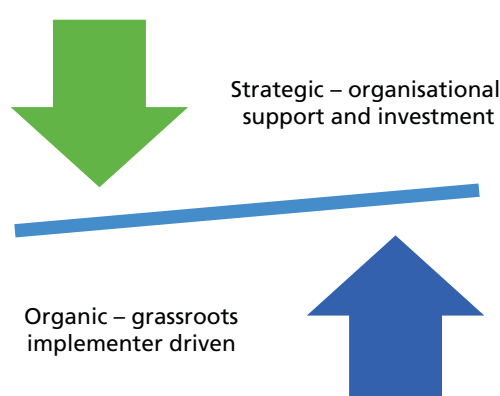 Strategic – organisational
support and investment
Organic – grassroots
implementer driven